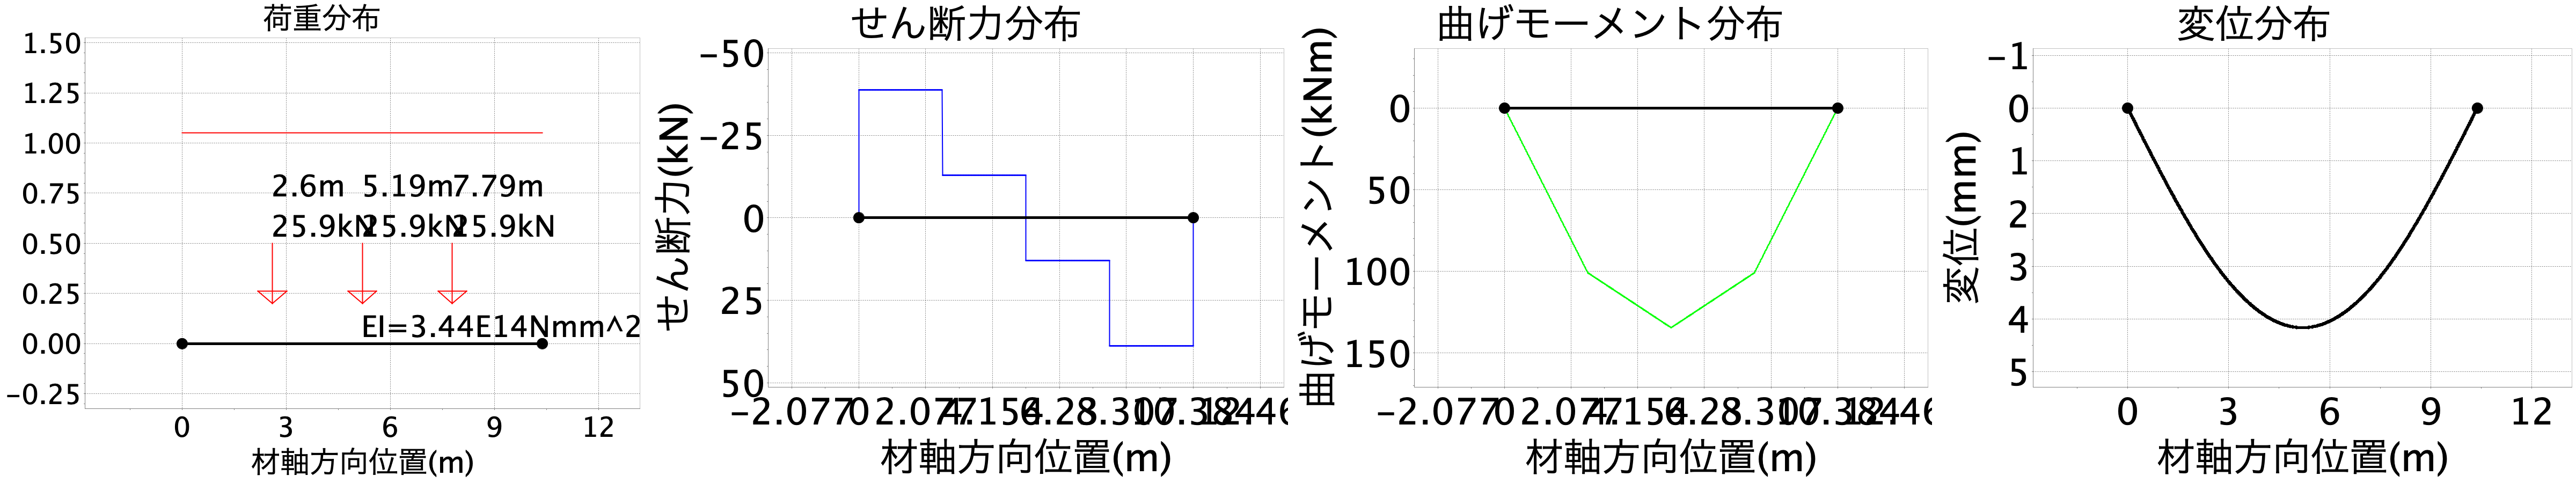 荷重分布
1.50
1.25
1.00
0.75
0.50
0.25
0.00
−0.25
2.6m 5.19m 7.79m
25.9kN 25.9kN 25.9kN
EI=3.44E14Nmm^2
0 3 6 9 12
材軸方向位置(m)
せん断力分布
せん断力(kN)
−50
−25
0
25
50
−2.077 0 2.077
材軸方向位置(m)
曲げモーメント分布
曲げモーメント(kNm)
0
50
100
150
−2.077 0 2.077
材軸方向位置(m)
変位分布
変位(mm)
−1
0
1
2
3
4
5
0 3 6 9 12
材軸方向位置(m)